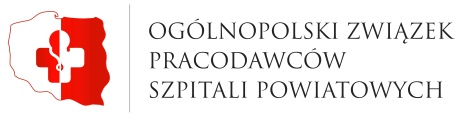 OGÓLNOPOLSKI ZWIĄZEK
PRACODAWCÓW
SZPITALI POWIATOWYCH